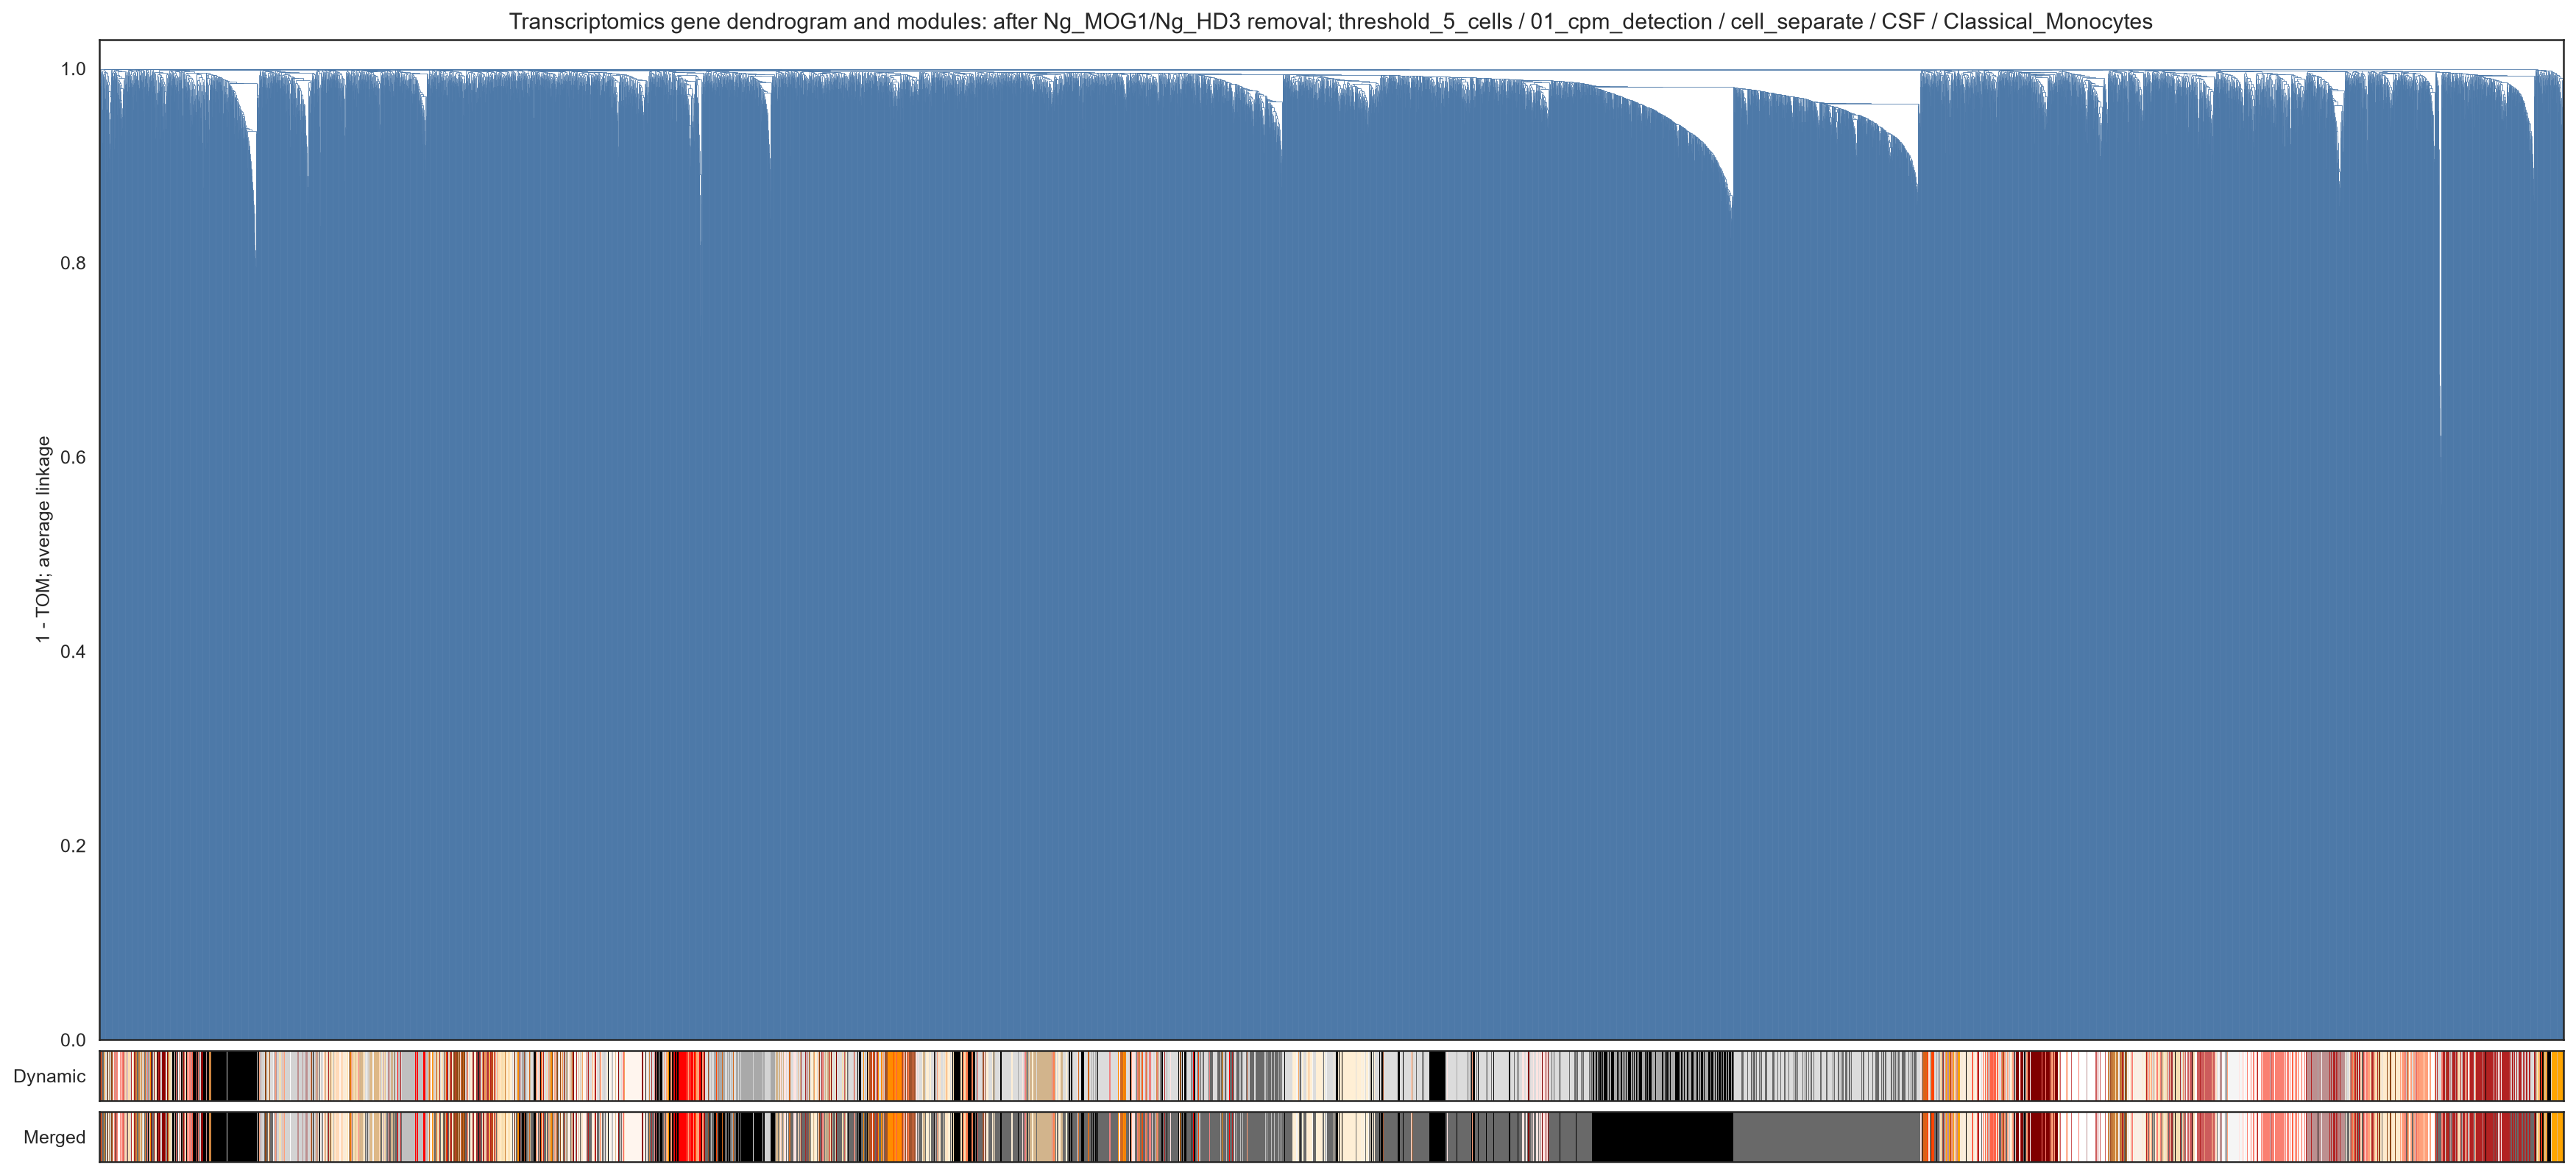 Transcriptomics gene dendrogram and modules: after Ng_MOG1/Ng_HD3 removal; threshold_5_cells / 01_cpm_detection / cell_separate / CSF / Classical_Monocytes
1.0
0.8
0.6
0.4
0.2
0.0
1 - TOM; average linkage
Dynamic
Merged